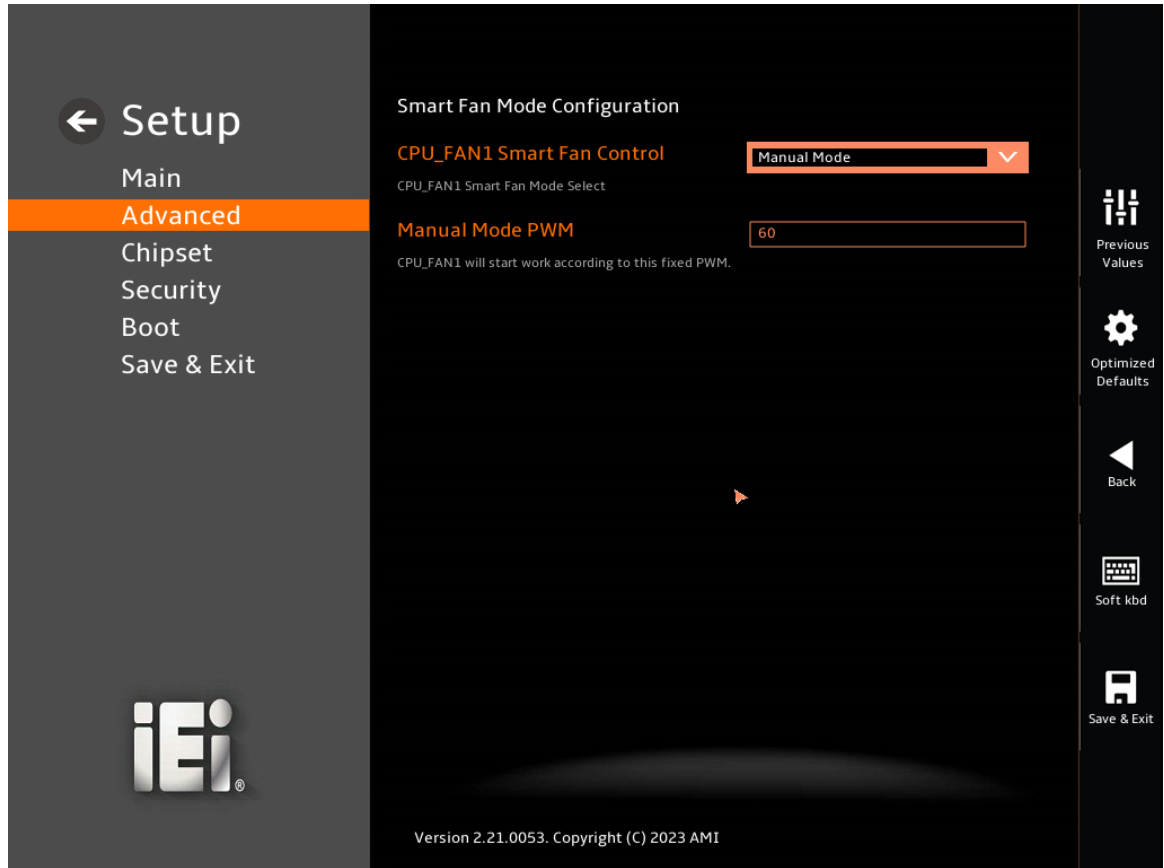 Setup
Main
Advanced
Chipset
Security
Boot
Save & Exit
iEi®
Smart Fan Mode Configuration
CPU_FAN1 Smart Fan Control
Manual Mode
CPU_FAN1 Smart Fan Mode Select
Manual Mode PWM
60
CPU_FAN1 will start work according to this fixed PWM.
Version 2.21.0053. Copyright (C) 2023 AMI
Previous
Values
Optimized
Defaults
Back
Soft kbd
Save & Exit